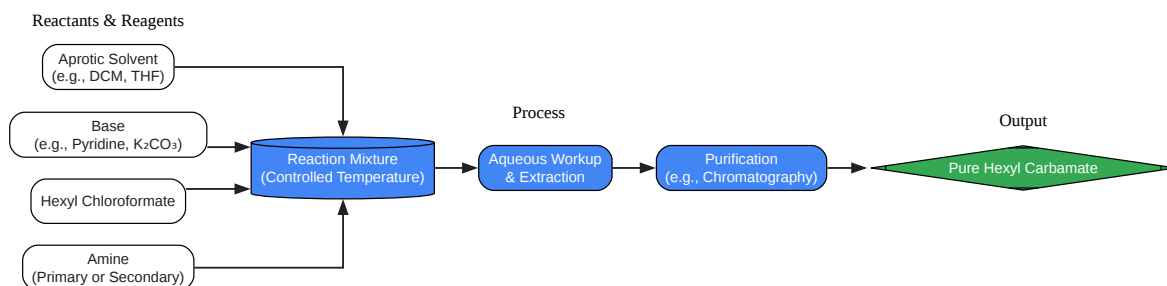 Reactants & Reagents
Aprotic Solvent
(e.g., DCM, THF)
Base
(e.g., Pyridine, K₂CO₃)
Hexyl Chloroformate
Amine
(Primary or Secondary)
Reaction Mixture
(Controlled Temperature)
Process
Aqueous Workup
& Extraction
Purification
(e.g., Chromatography)
Output
Pure Hexyl Carbamate